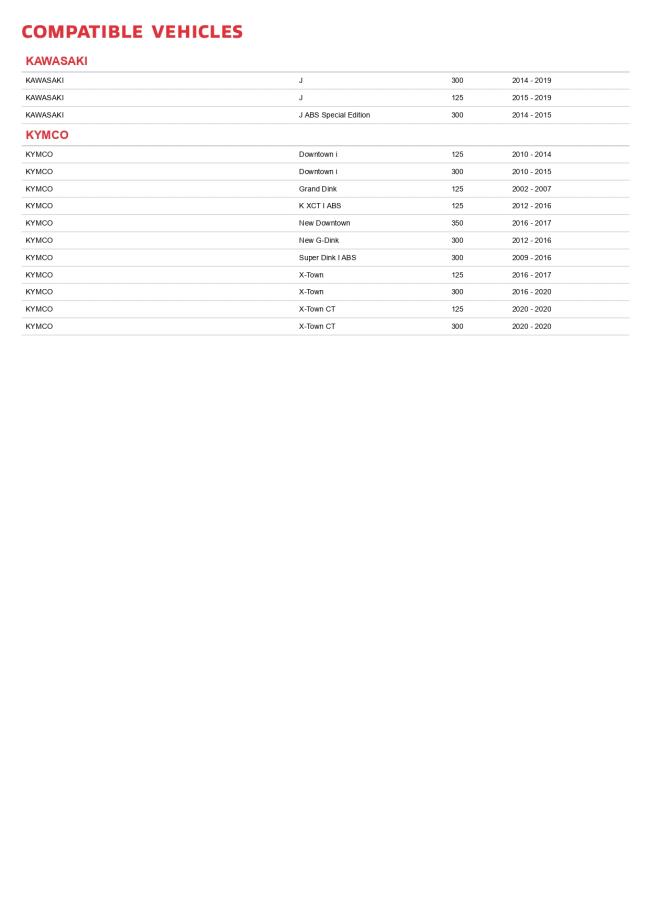 COMPATIBLE VEHICLES
KAWASAKI
KAWASAKI J 300 2014 - 2019
KAWASAKI J 125 2015 - 2019
KAWASAKI J ABS Special Edition 300 2014 - 2015
KYMCO
KYMCO Downtown i 125 2010 - 2014
KYMCO Downtown i 300 2010 - 2015
KYMCO Grand Dink 125 2002 - 2007
KYMCO K XCT I ABS 125 2012 - 2016
KYMCO New Downtown 350 2016 - 2017
KYMCO New G-Dink 300 2012 - 2016
KYMCO Super Dink I ABS 300 2009 - 2016
KYMCO X-Town 125 2016 - 2017
KYMCO X-Town 300 2016 - 2020
KYMCO X-Town CT 125 2020 - 2020
KYMCO X-Town CT 300 2020 - 2020